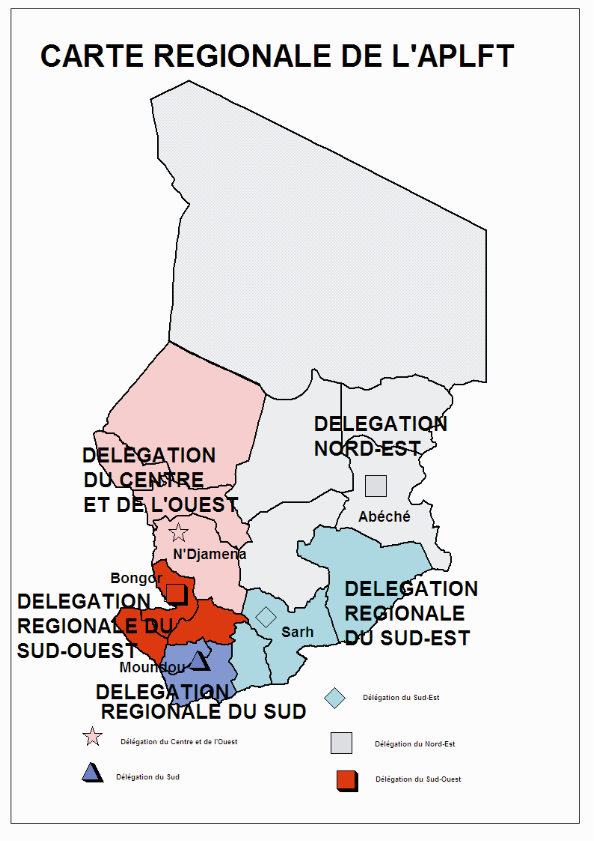 CARTE REGIONALE DE L'APLFT
DELEGATION
NORD-EST
DELEGATION
DU CENTRE
ET DE L'OUEST
Abéché
N'Djamena
Bongor
DELEGATION
REGIONALE DU
SUD-OUEST
DELEGATION
REGIONALE
DU SUD-EST
Sarh
Moundou
DELEGATION
REGIONALE DU SUD
Délégation du Sud-Est
Délégation du Centre et de l'Ouest
Délégation du Nord-Est
Délégation du Sud
Délégation du Sud-Ouest